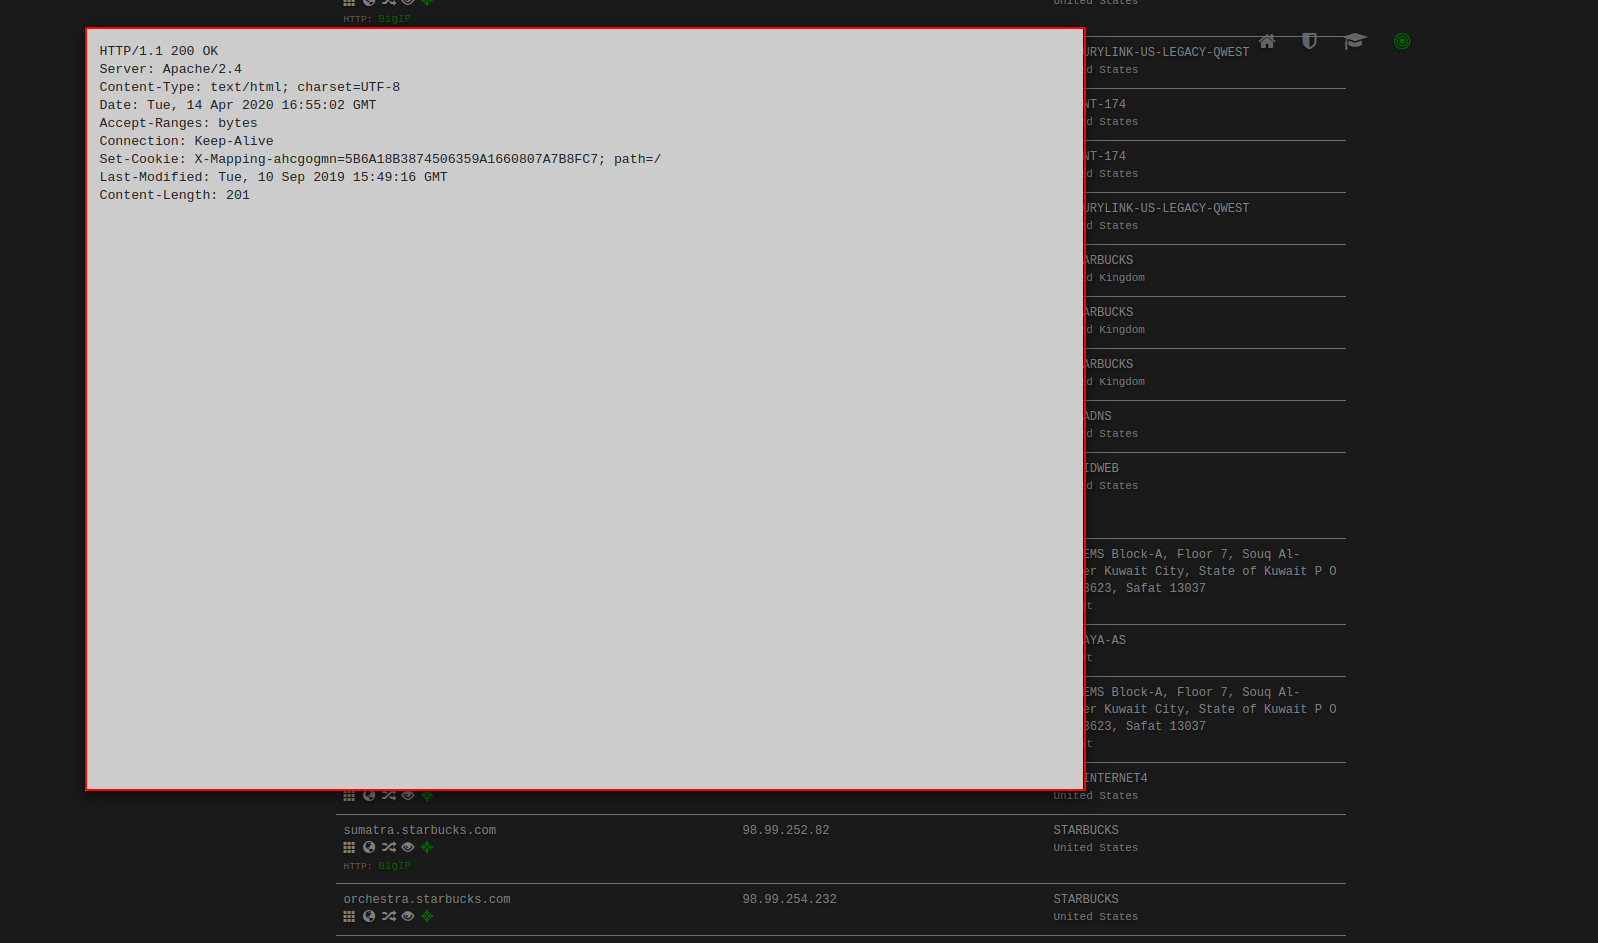 United States
HTTP: BigIP
HTTP/1.1 200 OK
Server: Apache/2.4
Content-Type: text/html; charset=UTF-8
Date: Tue, 14 Apr 2020 16:55:02 GMT
Accept-Ranges: bytes
Connection: Keep-Alive
Set-Cookie: X-Mapping-ahcgogmn=5B6A18B3874506359A1660807A7B8FC7; path=/
Last-Modified: Tue, 10 Sep 2019 15:49:16 GMT
Content-Length: 201
URYLINK-US-LEGACY-QWEST
d States
NT-174
d States
NT-174
d States
URYLINK-US-LEGACY-QWEST
d States
ARBUCKS
d Kingdom
ARBUCKS
d Kingdom
ARBUCKS
d Kingdom
ADNS
d States
IDWEB
d States
EMS Block-A, Floor 7, Souq Al-
er Kuwait City, State of Kuwait P O
3623, Safat 13037
t
AYA-AS
t
EMS Block-A, Floor 7, Souq Al-
er Kuwait City, State of Kuwait P O
3623, Safat 13037
t
INTERNET4
United States
sumatra.starbucks.com 98.99.252.82 STARBUCKS
United States
HTTP: BigIP
orchestra.starbucks.com 98.99.254.232 STARBUCKS
United States